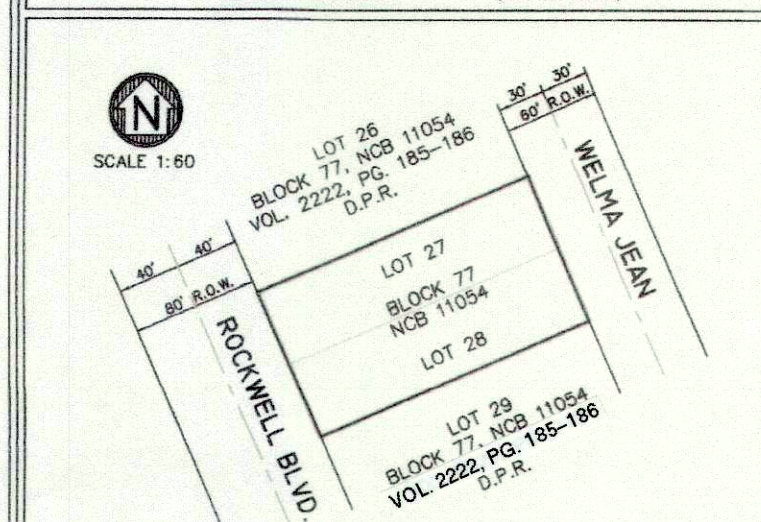 N
SCALE 1:60
LOT 26
BLOCK 77, NCB 11054
VOL. 2222, PG. 185–186
D.P.R.
30' 30'
60' R.O.W.
WELMA JEAN
40' 40'
80' R.O.W.
ROCKWELL BLVD.
LOT 27
BLOCK 77
NCB 11054
LOT 28
LOT 29
BLOCK 77, NCB 11054
VOL. 2222, PG. 185–186
D.P.R.